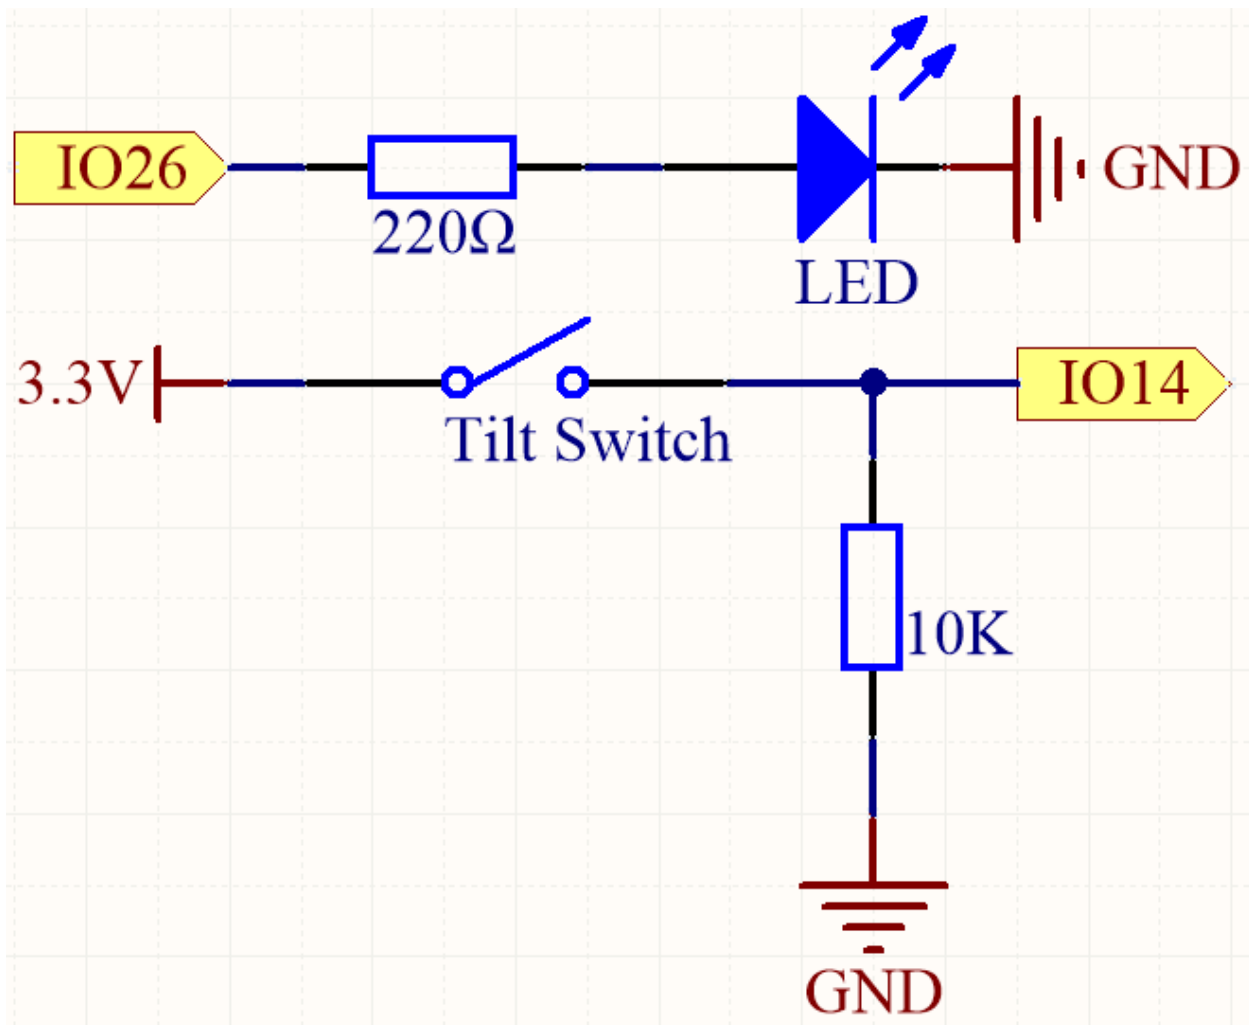 IO26
220Ω
LED
GND
3.3V
Tilt Switch
IO14
10K
GND